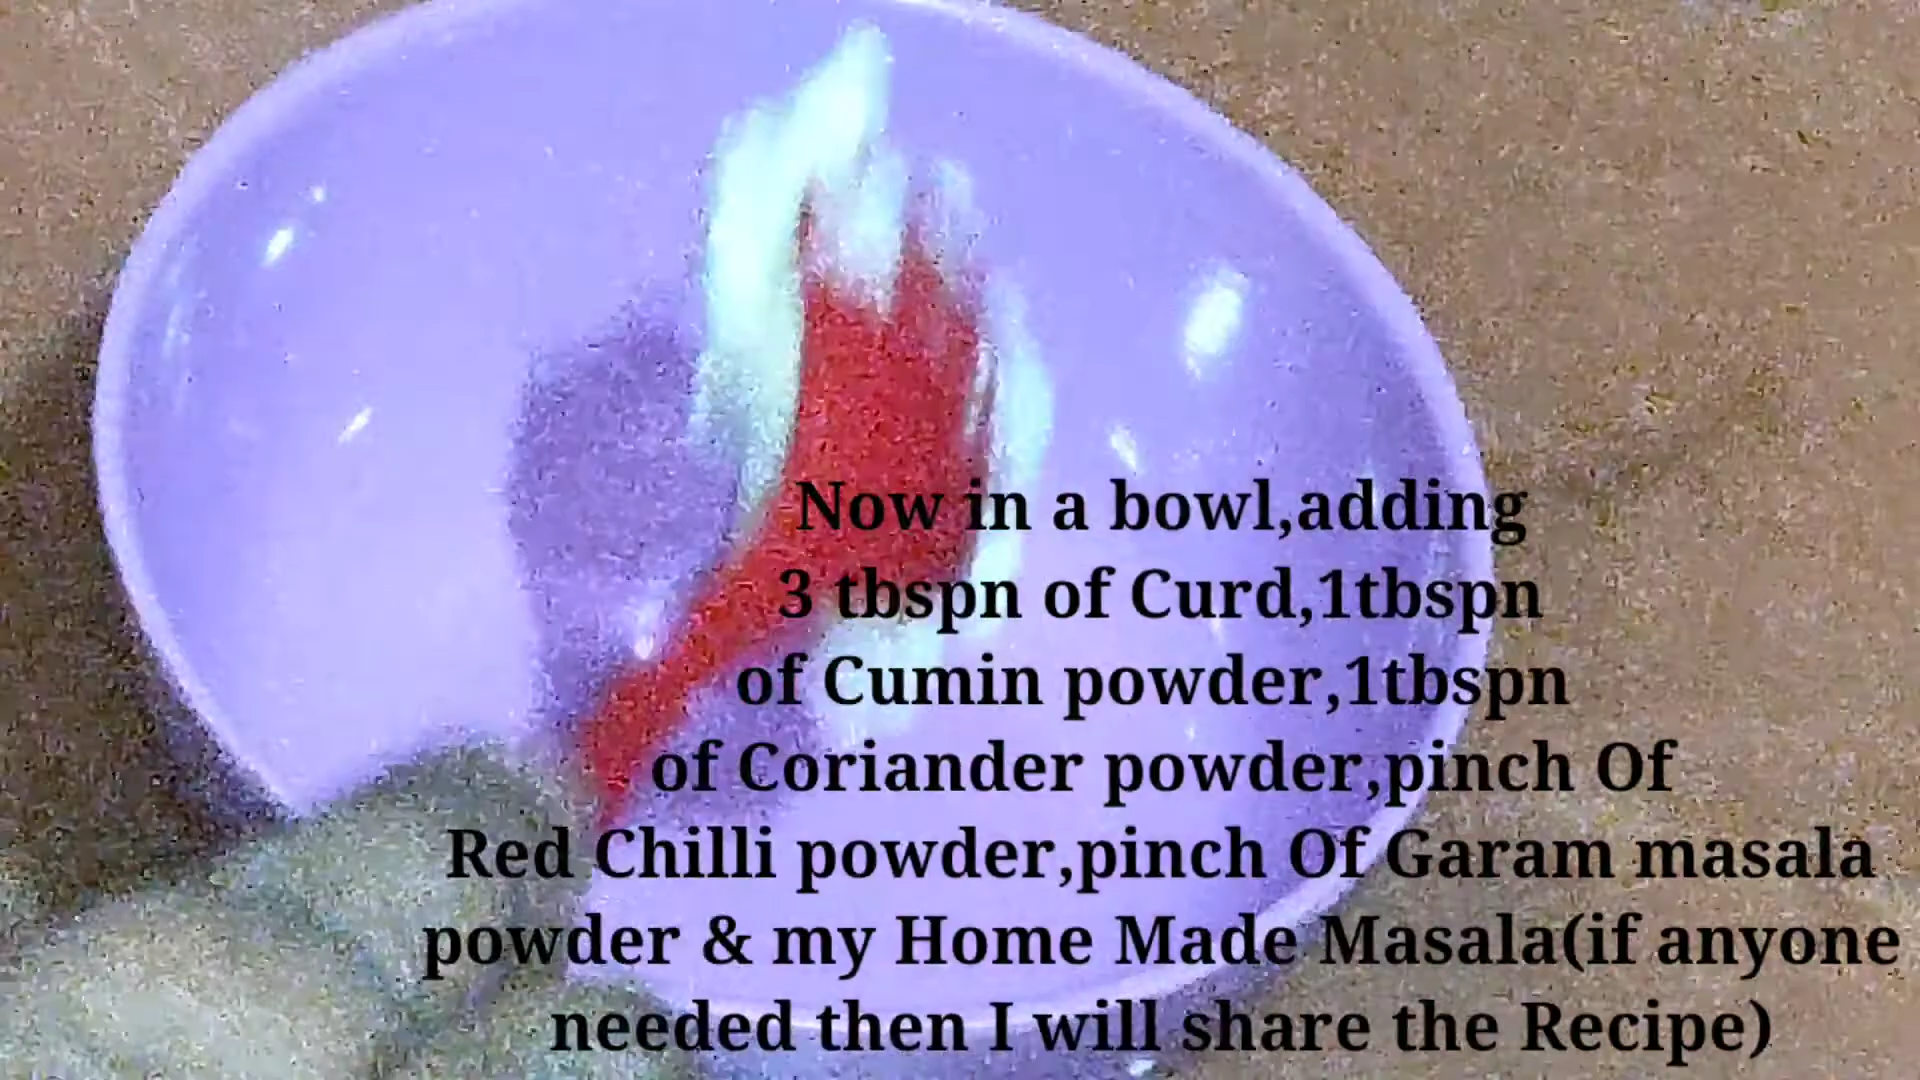 Now in a bowl,adding
3 tbspn of Curd,1tbspn
of Cumin powder,1tbspn
of Coriander powder,pinch Of
Red Chilli powder,pinch Of Garam masala
powder & my Home Made Masala(if anyone
needed then I will share the Recipe)